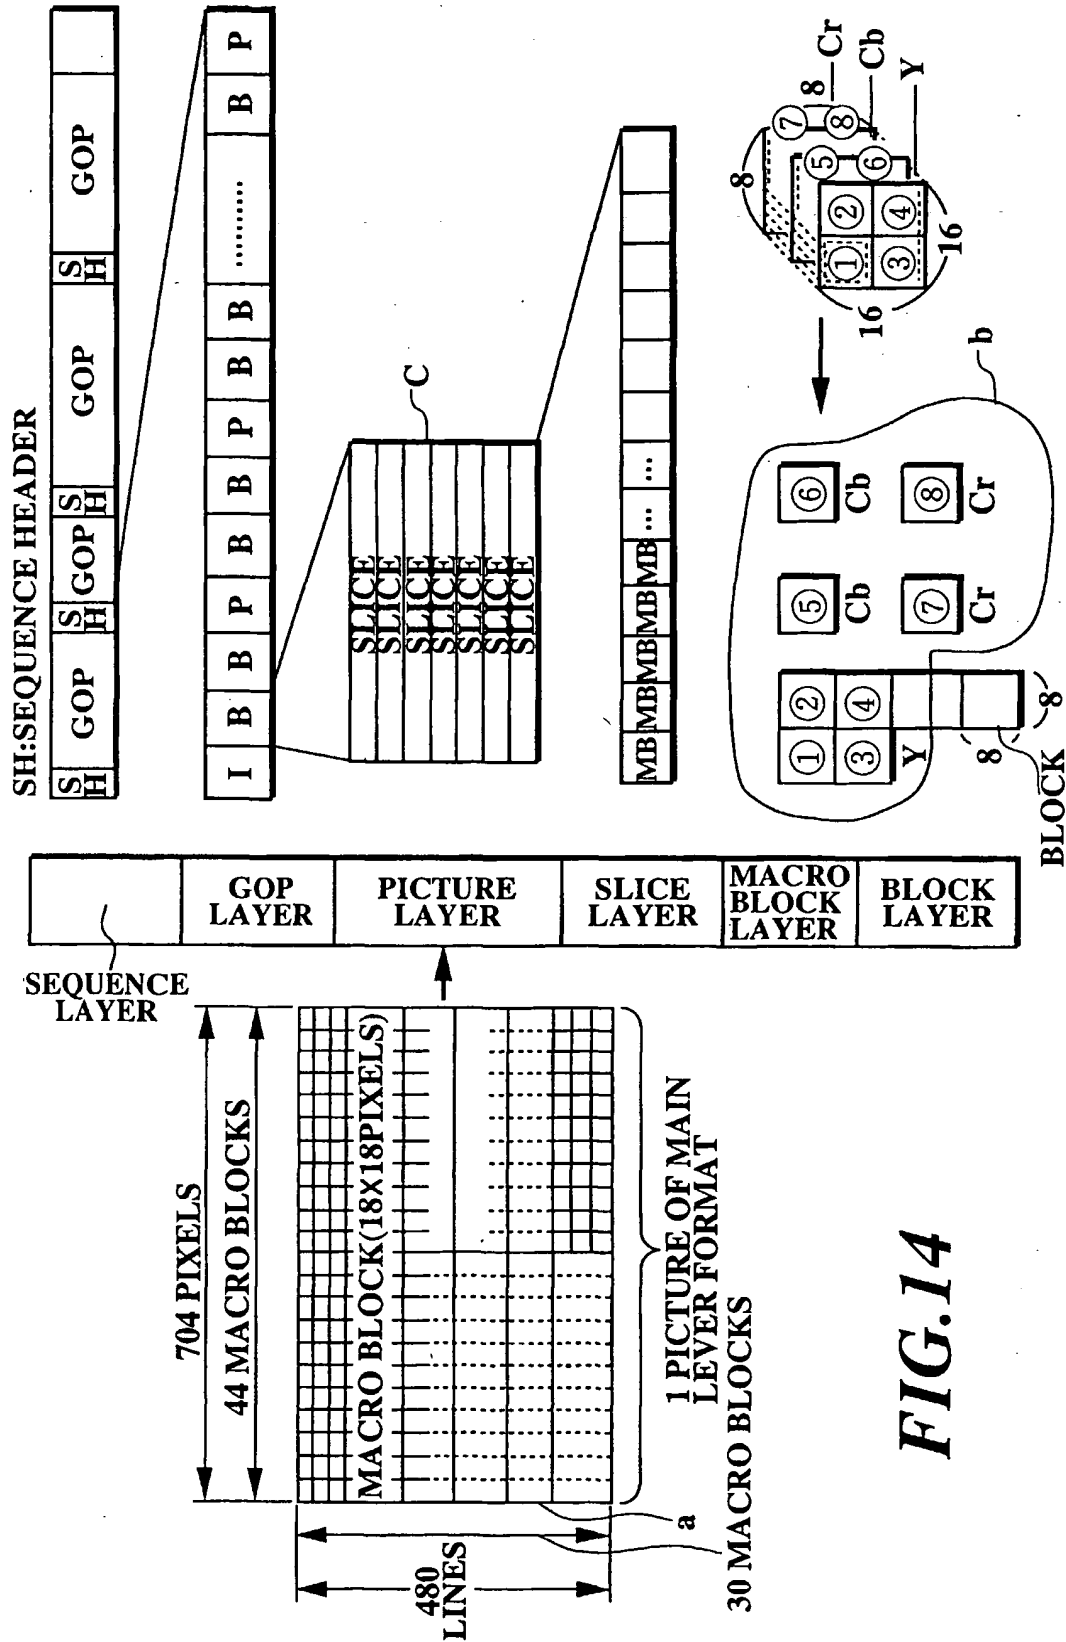 SH:SEQUENCE HEADER
SH GOP SH GOP SH GOP SH GOP
I B B P B B P B B ......... B P
SLICE
SLICE
SLICE
SLICE
SLICE
SLICE
SLICE
C
MB MB MB MB MB ... ...
① ②
③ ④
Y
⑤
Cb
⑥
Cb
⑦
Cr
⑧
Cr
8
8
BLOCK
b
16
16
① ②
③ ④
⑤ ⑥
⑦ ⑧
8
8
Cr
Cb
Y
SEQUENCE
LAYER
GOP
LAYER
PICTURE
LAYER
SLICE
LAYER
MACRO
BLOCK
LAYER
BLOCK
LAYER
704 PIXELS
44 MACRO BLOCKS
MACRO BLOCK(18X18PIXELS)
480
LINES
a
1 PICTURE OF MAIN
LEVER FORMAT
30 MACRO BLOCKS
FIG.14